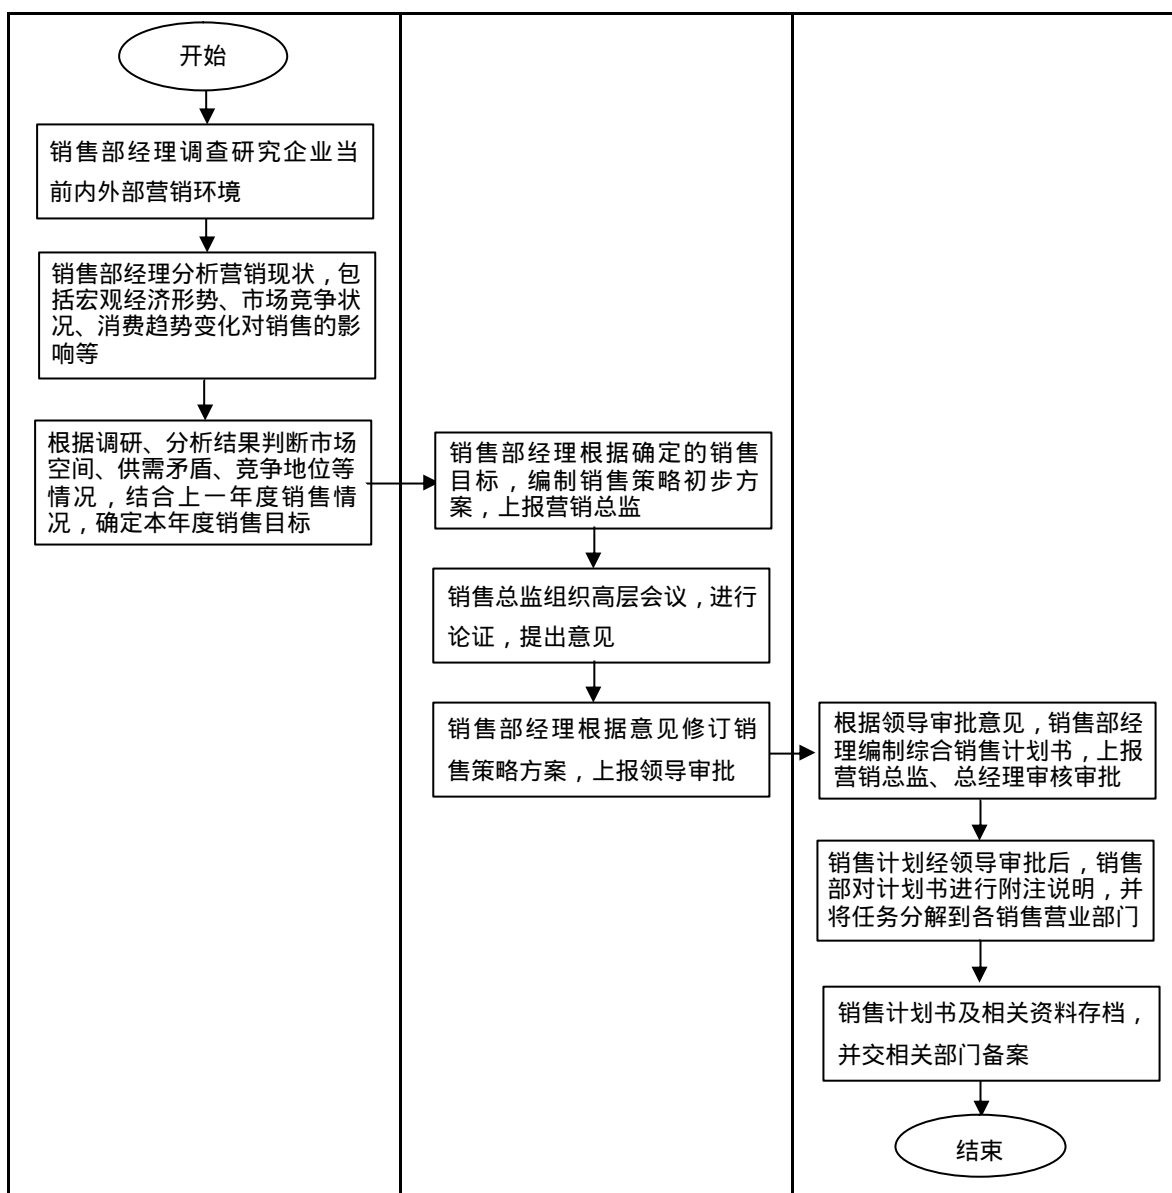 开始
销售部经理调查研究企业当
前内外部营销环境
销售部经理分析营销现状，包
括宏观经济形势、市场竞争状
况、消费趋势变化对销售的影
响等
根据调研、分析结果判断市场
空间、供需矛盾、竞争地位等
情况，结合上一年度销售情
况，确定本年度销售目标
销售部经理根据确定的销售
目标，编制销售策略初步方
案，上报营销总监
销售总监组织高层会议，进行
论证，提出意见
销售部经理根据意见修订销
售策略方案，上报领导审批
根据领导审批意见，销售部经
理编制综合销售计划书，上报
营销总监、总经理审核审批
销售计划经领导审批后，销售
部对计划书进行附注说明，并
将任务分解到各销售营业部门
销售计划书及相关资料存档，
并交相关部门备案
结束